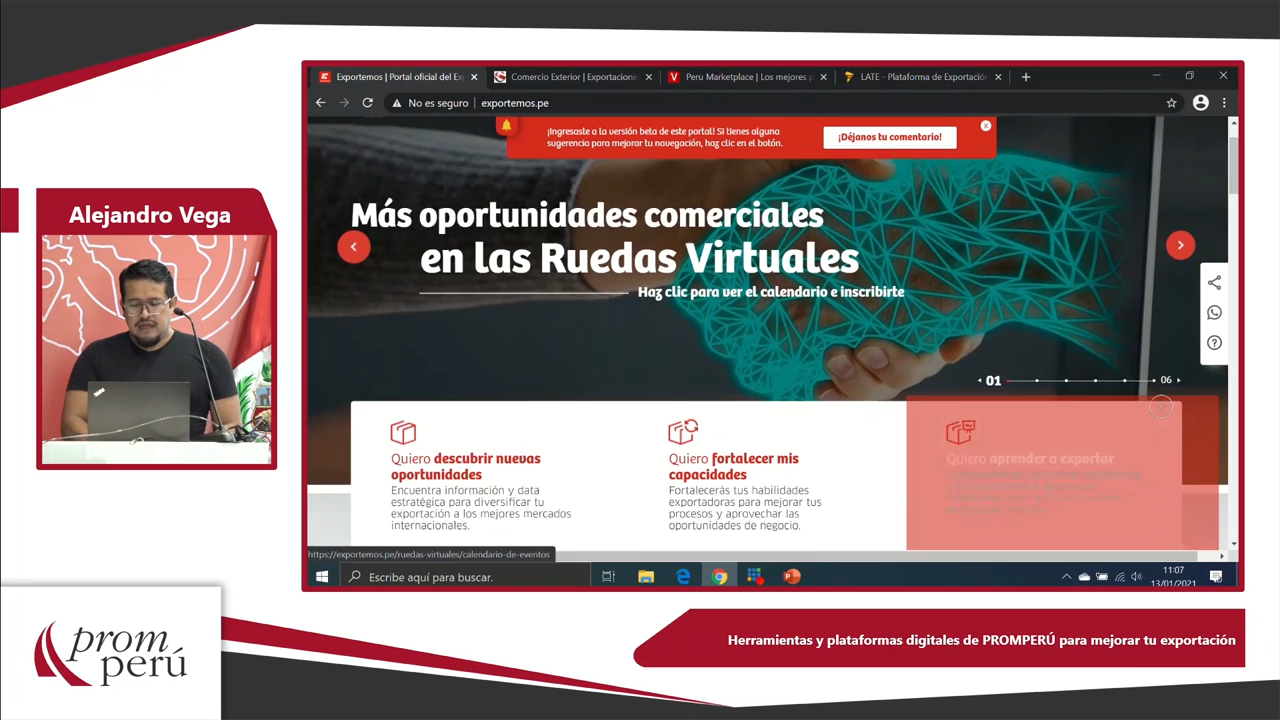 Exportemos | Portal oficial del Ex
Comercio Exterior | Exportacione
Peru Marketplace | Los mejores p
LATE - Plataforma de Exportació
No es seguro
exportemos.pe
¡Ingresaste a la versión beta de este portal! Si tienes alguna
sugerencia para mejorar tu navegación, haz clic en el botón.
¡Déjanos tu comentario!
Más oportunidades comerciales
en las Ruedas Virtuales
Haz clic para ver el calendario e inscribirte
01
06
Alejandro Vega
Quiero descubrir nuevas
oportunidades
Encuentra información y data
estratégica para diversificar tu
exportación a los mejores mercados
internacionales.
Quiero fortalecer mis
capacidades
Fortalecerás tus habilidades
exportadoras para mejorar tus
procesos y aprovechar las
oportunidades de negocio.
Quiero aprender a exportar
https://exportemos.pe/ruedas-virtuales/calendario-de-eventos
Escribe aquí para buscar.
11:07
13/01/2021
prom
perú
Herramientas y plataformas digitales de PROMPERÚ para mejorar tu exportación